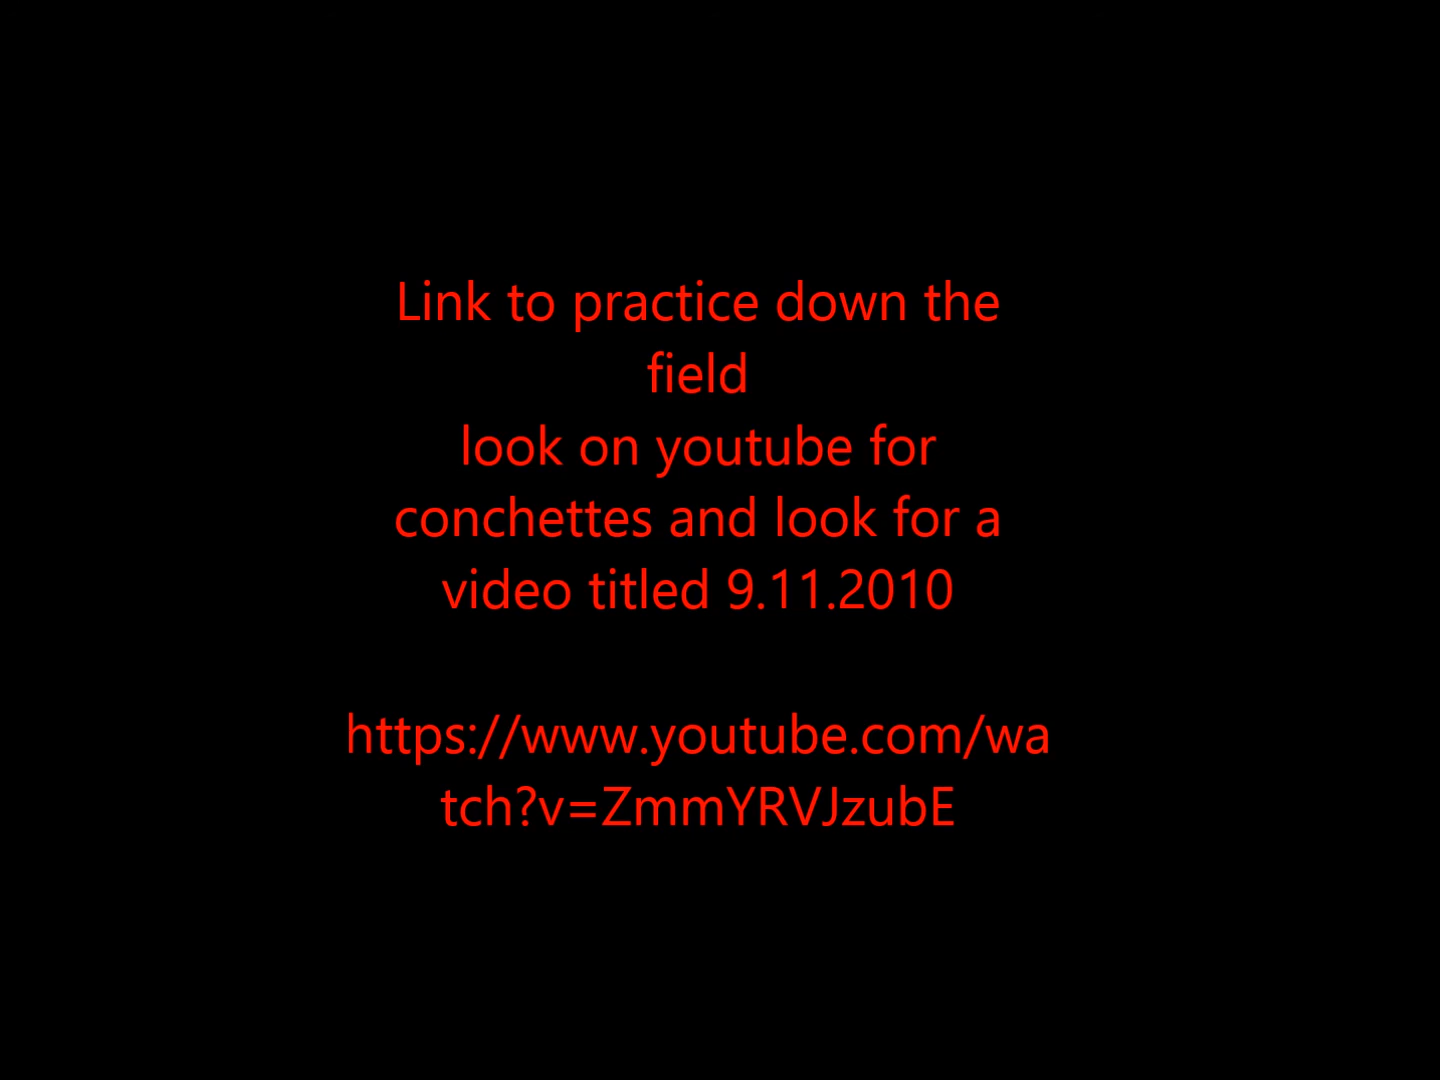 Link to practice down the
field
look on youtube for
conchettes and look for a
video titled 9.11.2010
https://www.youtube.com/wa
tch?v=ZmmYRVJzubE